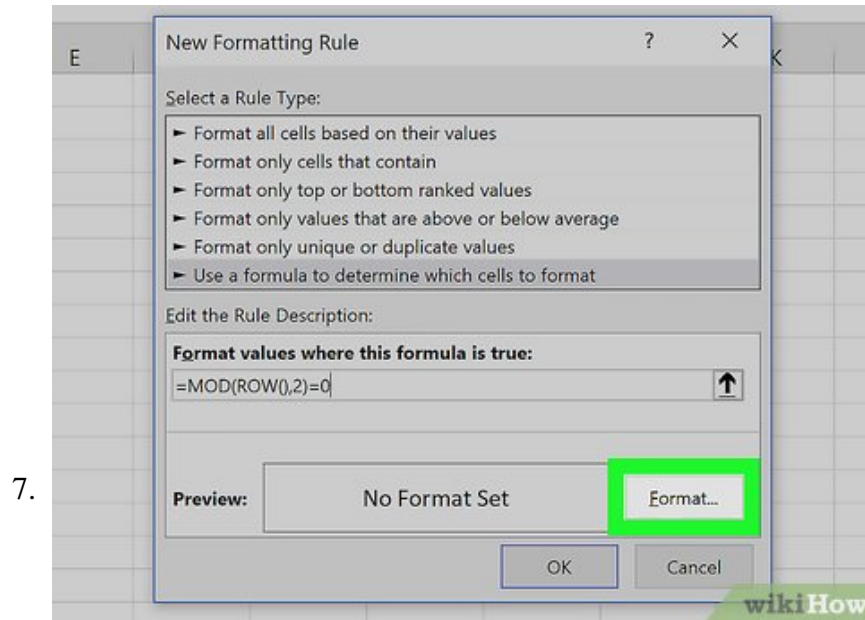 E
New Formatting Rule ? ×
K
Select a Rule Type:
► Format all cells based on their values
► Format only cells that contain
► Format only top or bottom ranked values
► Format only values that are above or below average
► Format only unique or duplicate values
► Use a formula to determine which cells to format
Edit the Rule Description:
Format values where this formula is true:
=MOD(ROW(),2)=0
7.
Preview: No Format Set Format...
OK Cancel
wikiHow